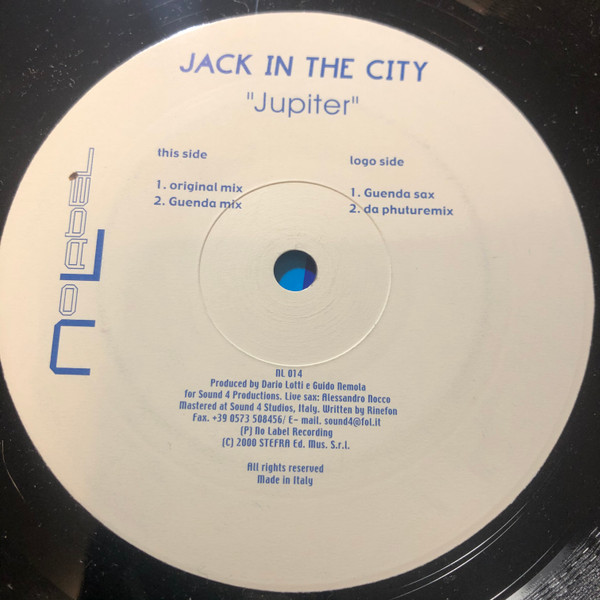 JACK IN THE CITY
"Jupiter"
this side
1. original mix
2. Guenda mix
logo side
1. Guenda sax
2. da phuturemix
No Label
NL 014
Produced by Dario Lotti e Guido Nemola
for Sound 4 Productions. Live sax: Alessandro Nocco
Mastered at Sound 4 Studios, Italy. Written by Rinefon
Fax. +39 0573 508456/ E- mail. sound4@fol.it
(P) No Label Recording
(C) 2000 STEFRA Ed. Mus. S.r.l.
All rights reserved
Made in Italy